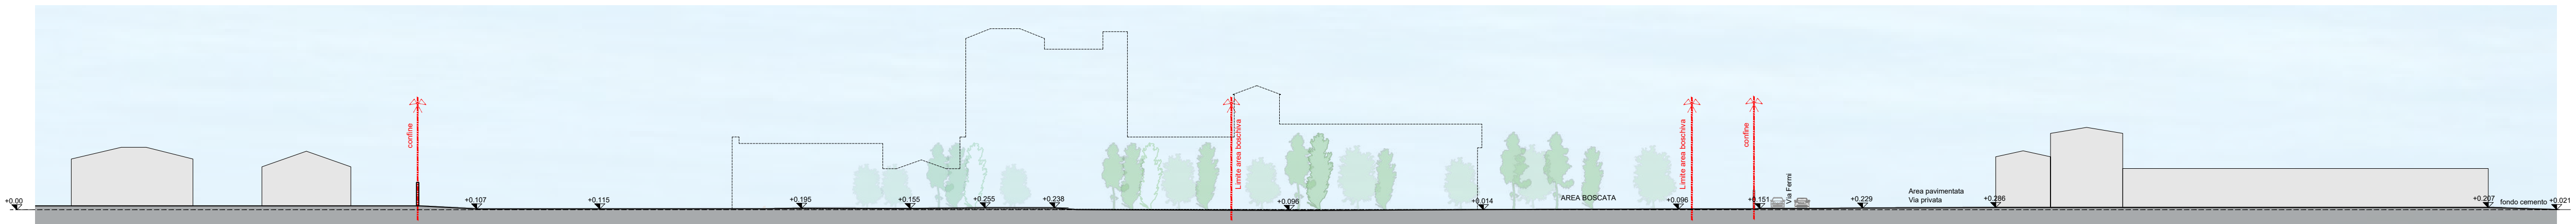 +0.00
confine
+0.107
+0.115
+0.195
+0.155
+0.255
+0.238
Limite area boschiva
+0.096
+0.014
AREA BOSCATA
Limite area boschiva
+0.096
confine
+0.151
Via Fermi
+0.229
Area pavimentata
Via privata
+0.286
+0.207
fondo cemento
+0.021